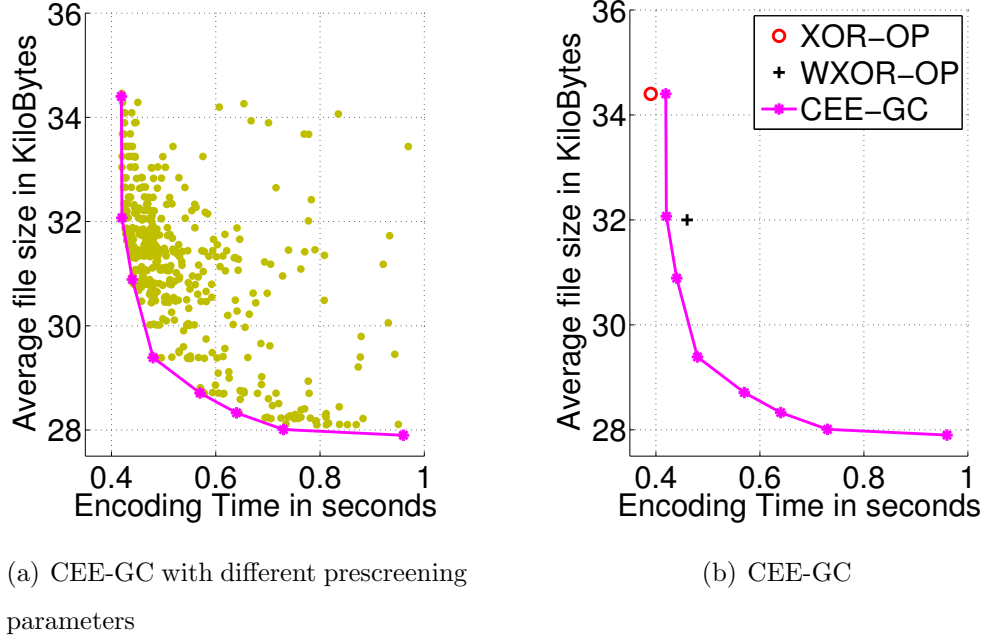 36
34
32
30
28
0.4 0.6 0.8 1
Average file size in KiloBytes
Encoding Time in seconds
(a) CEE-GC with different prescreening
parameters
36
34
32
30
28
0.4 0.6 0.8 1
Average file size in KiloBytes
Encoding Time in seconds
XOR−OP
WXOR−OP
CEE−GC
(b) CEE-GC